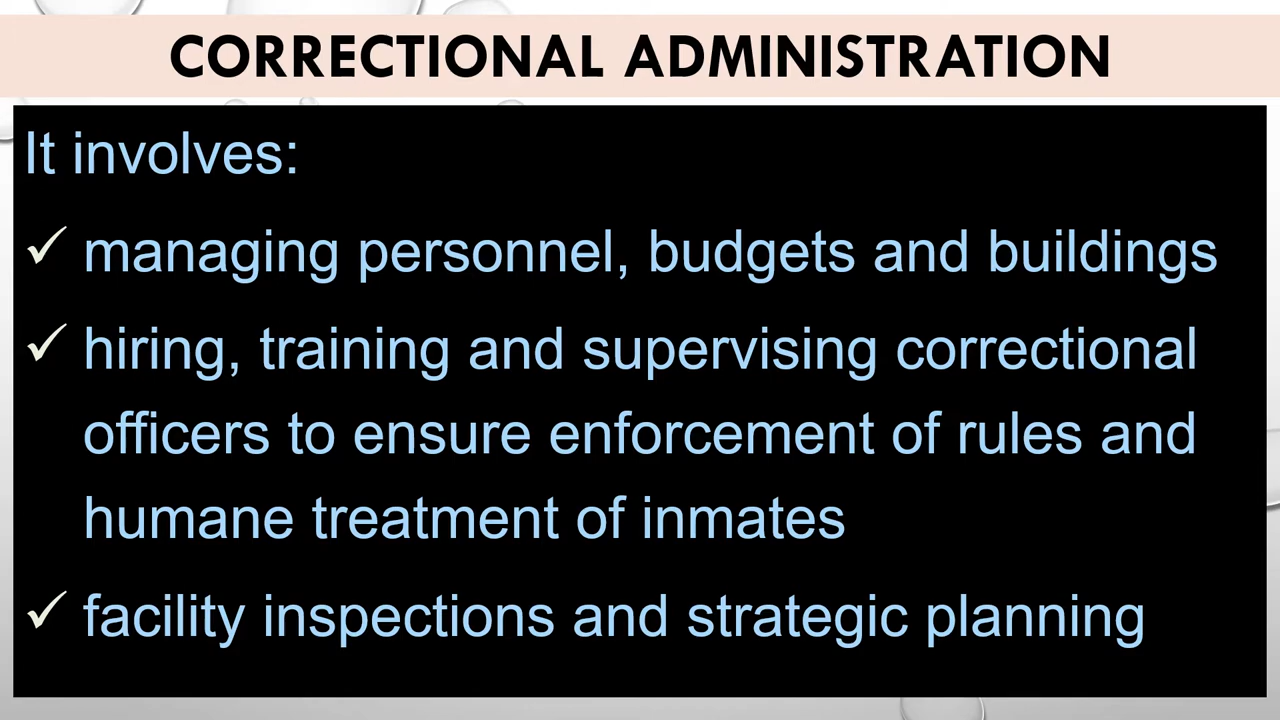 CORRECTIONAL ADMINISTRATION
It involves:
✓ managing personnel, budgets and buildings
✓ hiring, training and supervising correctional
officers to ensure enforcement of rules and
humane treatment of inmates
✓ facility inspections and strategic planning